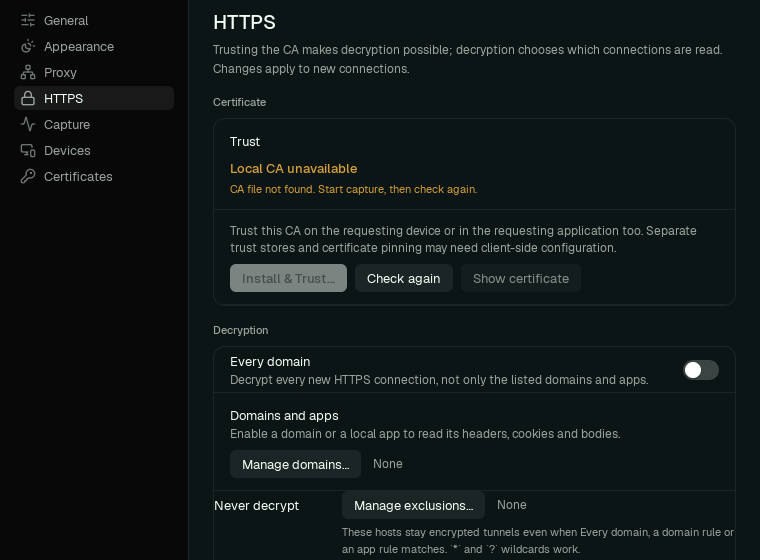 General
Appearance
Proxy
HTTPS
Capture
Devices
Certificates
HTTPS
Trusting the CA makes decryption possible; decryption chooses which connections are read.
Changes apply to new connections.
Certificate
Trust
Local CA unavailable
CA file not found. Start capture, then check again.
Trust this CA on the requesting device or in the requesting application too. Separate
trust stores and certificate pinning may need client-side configuration.
Install & Trust…
Check again
Show certificate
Decryption
Every domain
Decrypt every new HTTPS connection, not only the listed domains and apps.
Domains and apps
Enable a domain or a local app to read its headers, cookies and bodies.
Manage domains…
None
Never decrypt
Manage exclusions…
None
These hosts stay encrypted tunnels even when Every domain, a domain rule or
an app rule matches. `*` and `?` wildcards work.